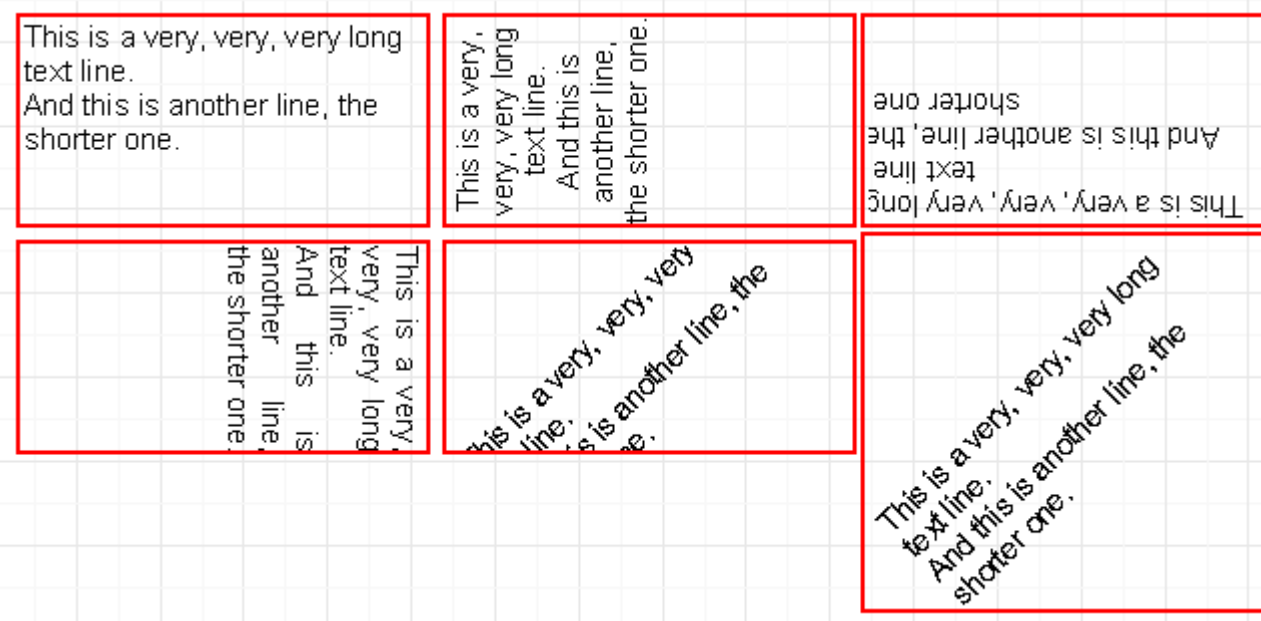 This is a very, very, very long
text line.
And this is another line, the
shorter one.
This is a very,
very, very long
text line.
And this is
another line,
the shorter one.
This is a very, very, very long
text line
And this is another line, the
shorter one
This is a very,
very, very long
text line.
And this is
another line,
the shorter one.
his is a very, very, very
line.
s is another line, the
ne.
This is a very, very, very long
text line.
And this is another line, the
shorter one.